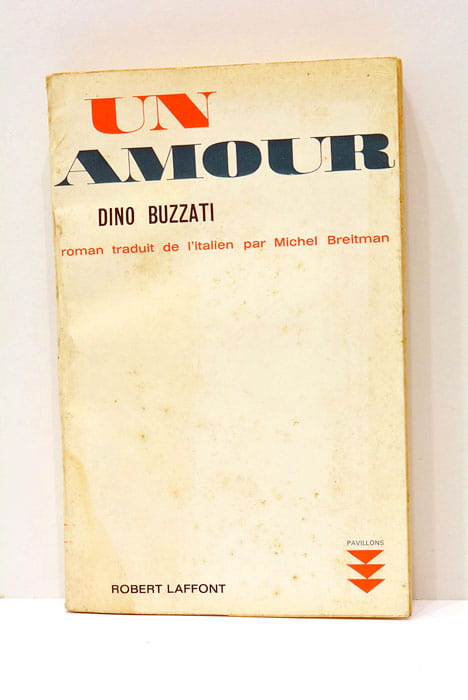 UN
AMOUR
DINO BUZZATI
roman traduit de l'italien par Michel Breitman
PAVILLONS
ROBERT LAFFONT